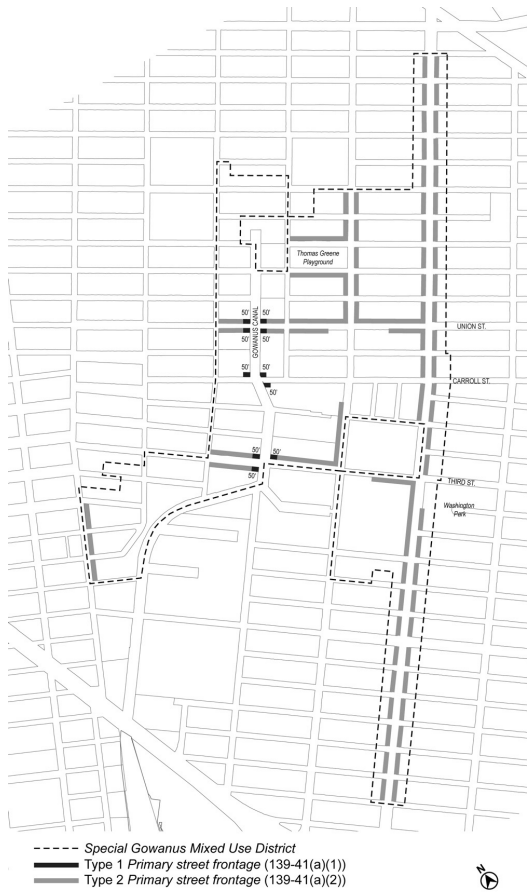 Thomas Greene
Playground
50' 50'
UNION ST.
50' 50'
GOWANUS CANAL
50' 50'
CARROLL ST.
50'
50' 50'
THIRD ST.
50'
Washington
Park
Special Gowanus Mixed Use District
Type 1 Primary street frontage (139-41(a)(1))
Type 2 Primary street frontage (139-41(a)(2))